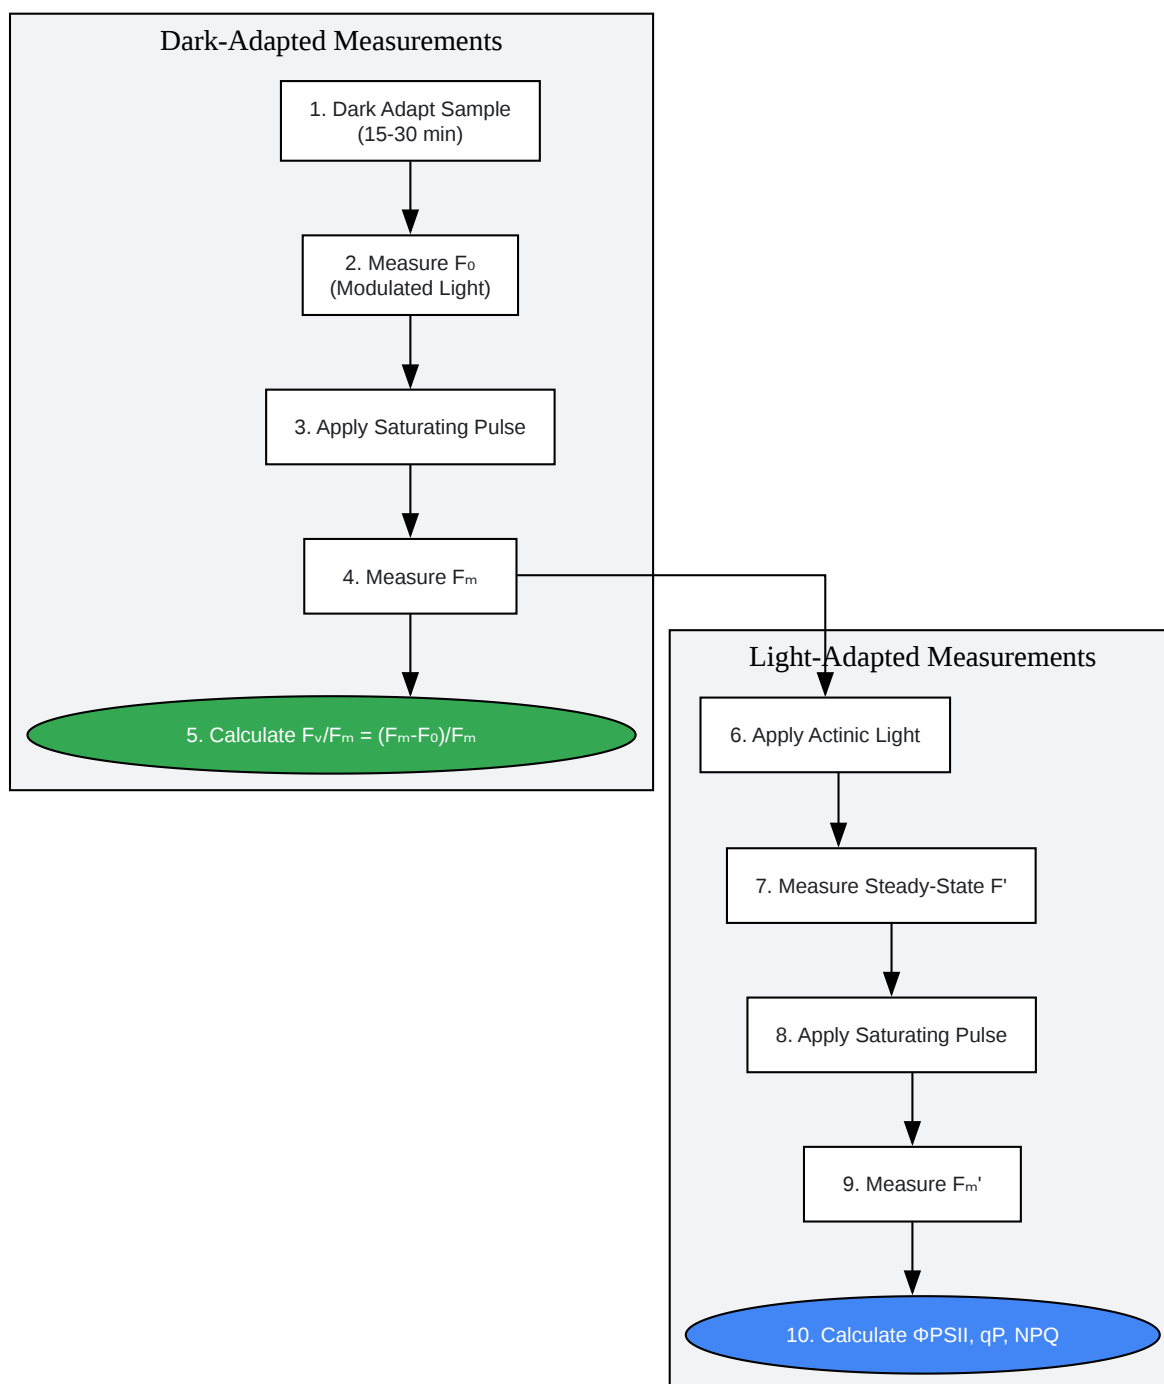 Dark-Adapted Measurements
1. Dark Adapt Sample
(15-30 min)
2. Measure F₀
(Modulated Light)
3. Apply Saturating Pulse
4. Measure Fₘ
5. Calculate Fᵥ/Fₘ = (Fₘ-F₀)/Fₘ
Light-Adapted Measurements
6. Apply Actinic Light
7. Measure Steady-State F'
8. Apply Saturating Pulse
9. Measure Fₘ'
10. Calculate ΦPSII, qP, NPQ